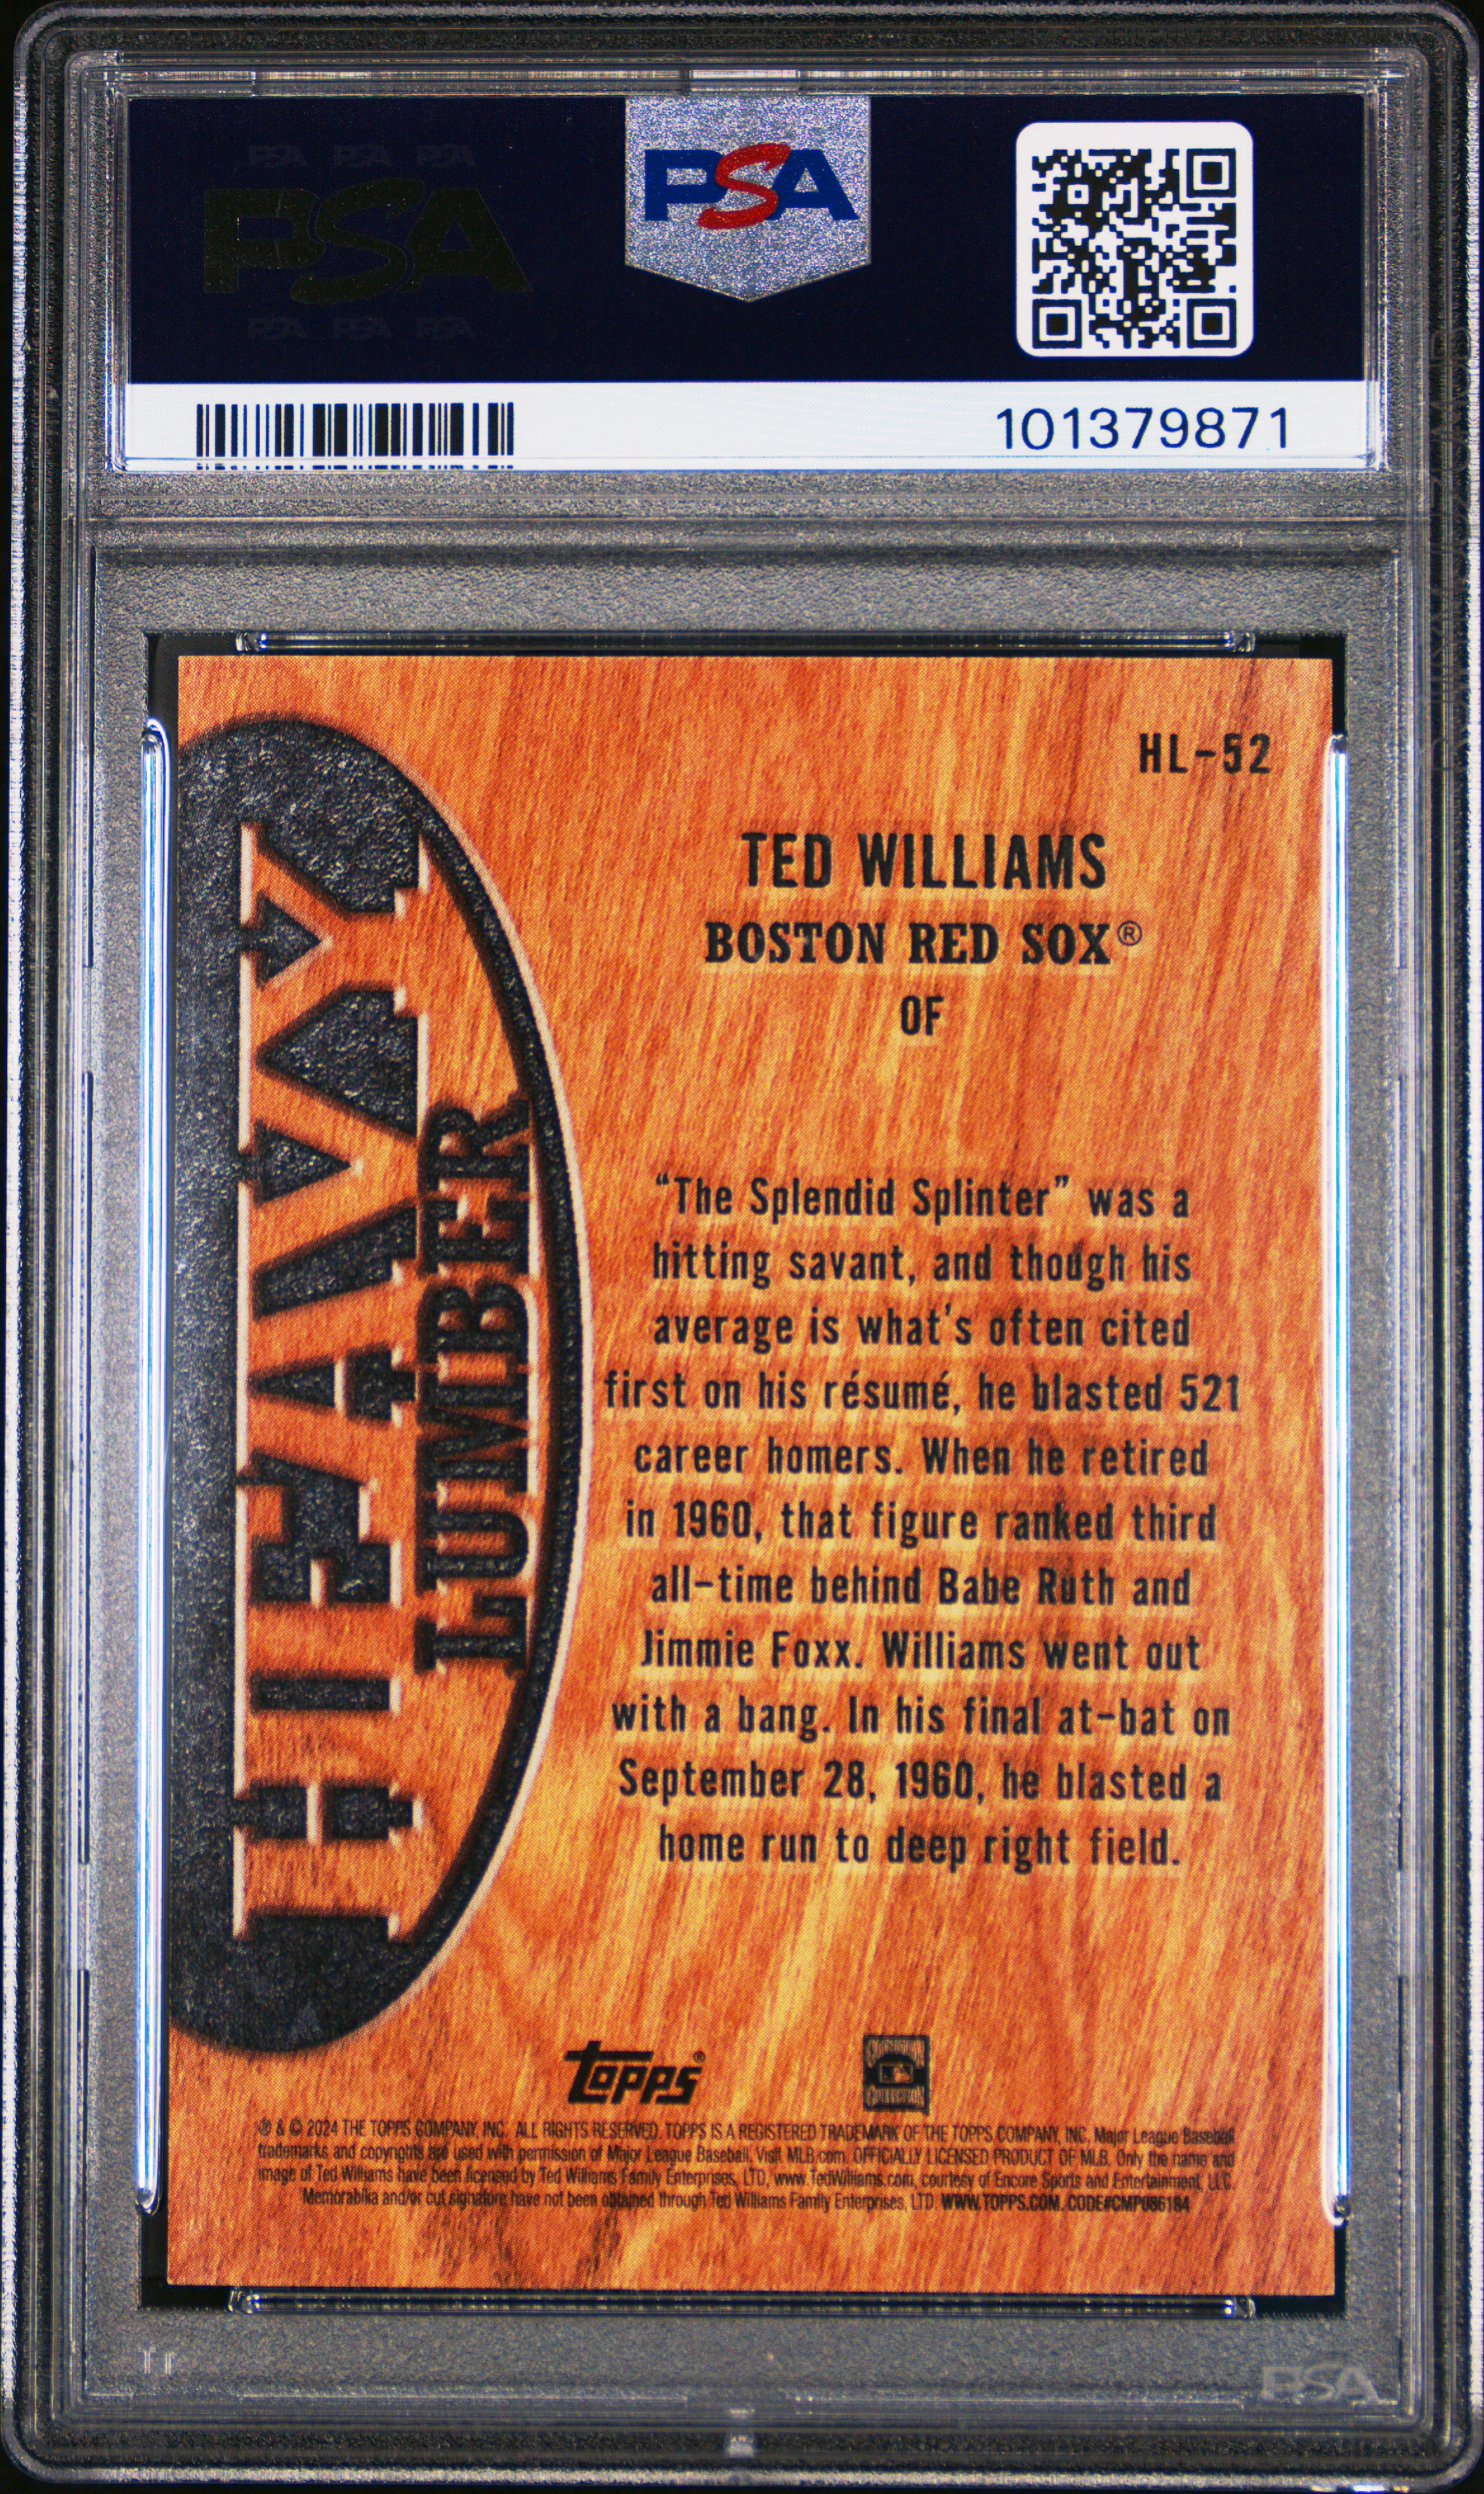 PSA PSA PSA
PSA
PSA PSA PSA
PSA
101379871
HL-52
TED WILLIAMS
BOSTON RED SOX®
OF
HEAVY
LUMBER
“The Splendid Splinter” was a
hitting savant, and though his
average is what's often cited
first on his résumé, he blasted 521
career homers. When he retired
in 1960, that figure ranked third
all-time behind Babe Ruth and
Jimmie Foxx. Williams went out
with a bang. In his final at-bat on
September 28, 1960, he blasted a
home run to deep right field.
topps®
COLLECTION
® & © 2024 THE TOPPS COMPANY, INC. ALL RIGHTS RESERVED. TOPPS IS A REGISTERED TRADEMARK OF THE TOPPS COMPANY, INC. Major League Baseball
trademarks and copyrights are used with permission of Major League Baseball. Visit MLB.com. OFFICIALLY LICENSED PRODUCT OF MLB. Only the name and
image of Ted Williams have been licensed by Ted Williams Family Enterprises, LTD, www.TedWilliams.com, courtesy of Encore Sports and Entertainment, LLC.
Memorabilia and/or cut signature have not been obtained through Ted Williams Family Enterprises, LTD. WWW.TOPPS.COM. CODE#CMP086184
PSA